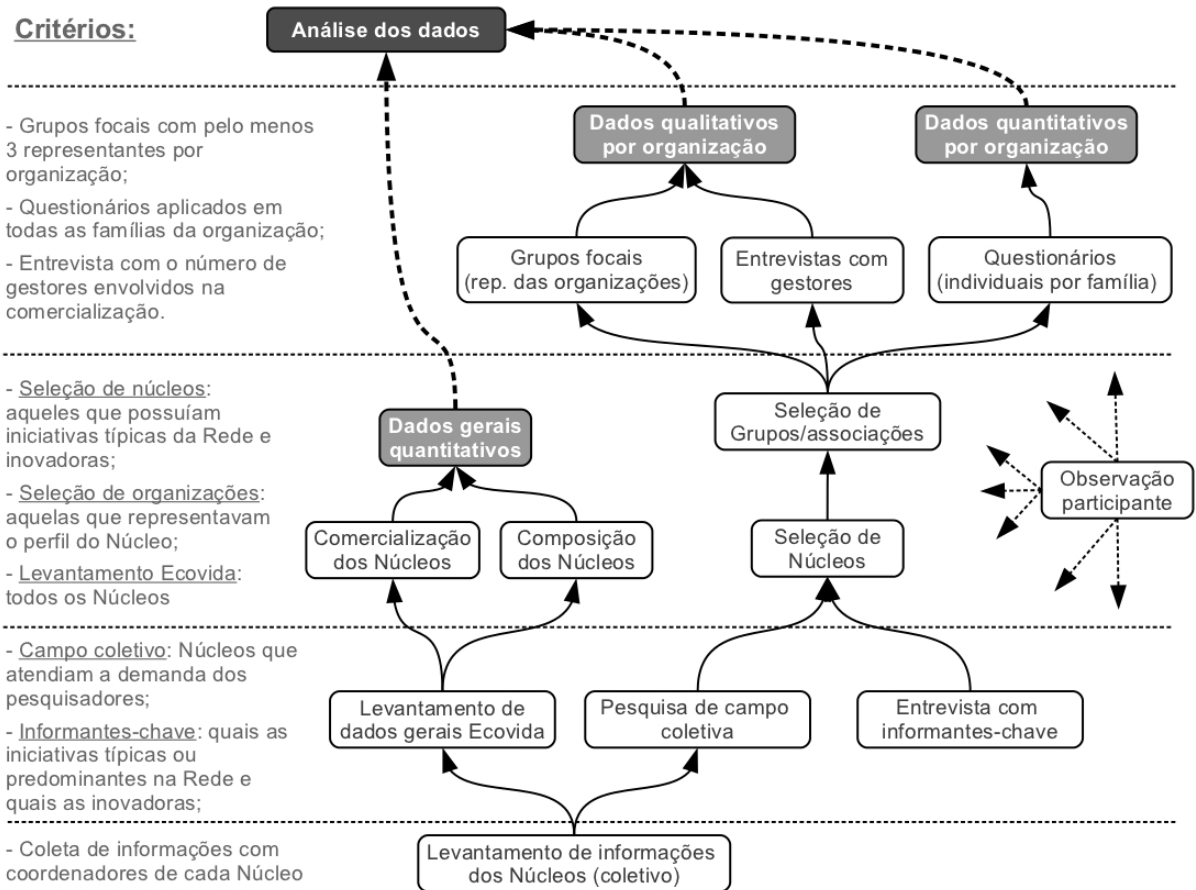 Critérios:
Análise dos dados
- Grupos focais com pelo menos
3 representantes por
organização;
- Questionários aplicados em
todas as famílias da organização;
- Entrevista com o número de
gestores envolvidos na
comercialização.
Dados qualitativos
por organização
Dados quantitativos
por organização
Grupos focais
(rep. das organizações)
Entrevistas com
gestores
Questionários
(individuais por família)
- Seleção de núcleos:
aqueles que possuíam
iniciativas típicas da Rede e
inovadoras;
- Seleção de organizações:
aquelas que representavam
o perfil do Núcleo;
- Levantamento Ecovida:
todos os Núcleos
Dados gerais
quantitativos
Seleção de
Grupos/associações
Observação
participante
Comercialização
dos Núcleos
Composição
dos Núcleos
Seleção de
Núcleos
- Campo coletivo: Núcleos que
atendiam a demanda dos
pesquisadores;
- Informantes-chave: quais as
iniciativas típicas ou
predominantes na Rede e
quais as inovadoras;
Levantamento de
dados gerais Ecovida
Pesquisa de campo
coletiva
Entrevista com
informantes-chave
- Coleta de informações com
coordenadores de cada Núcleo
Levantamento de informações
dos Núcleos (coletivo)